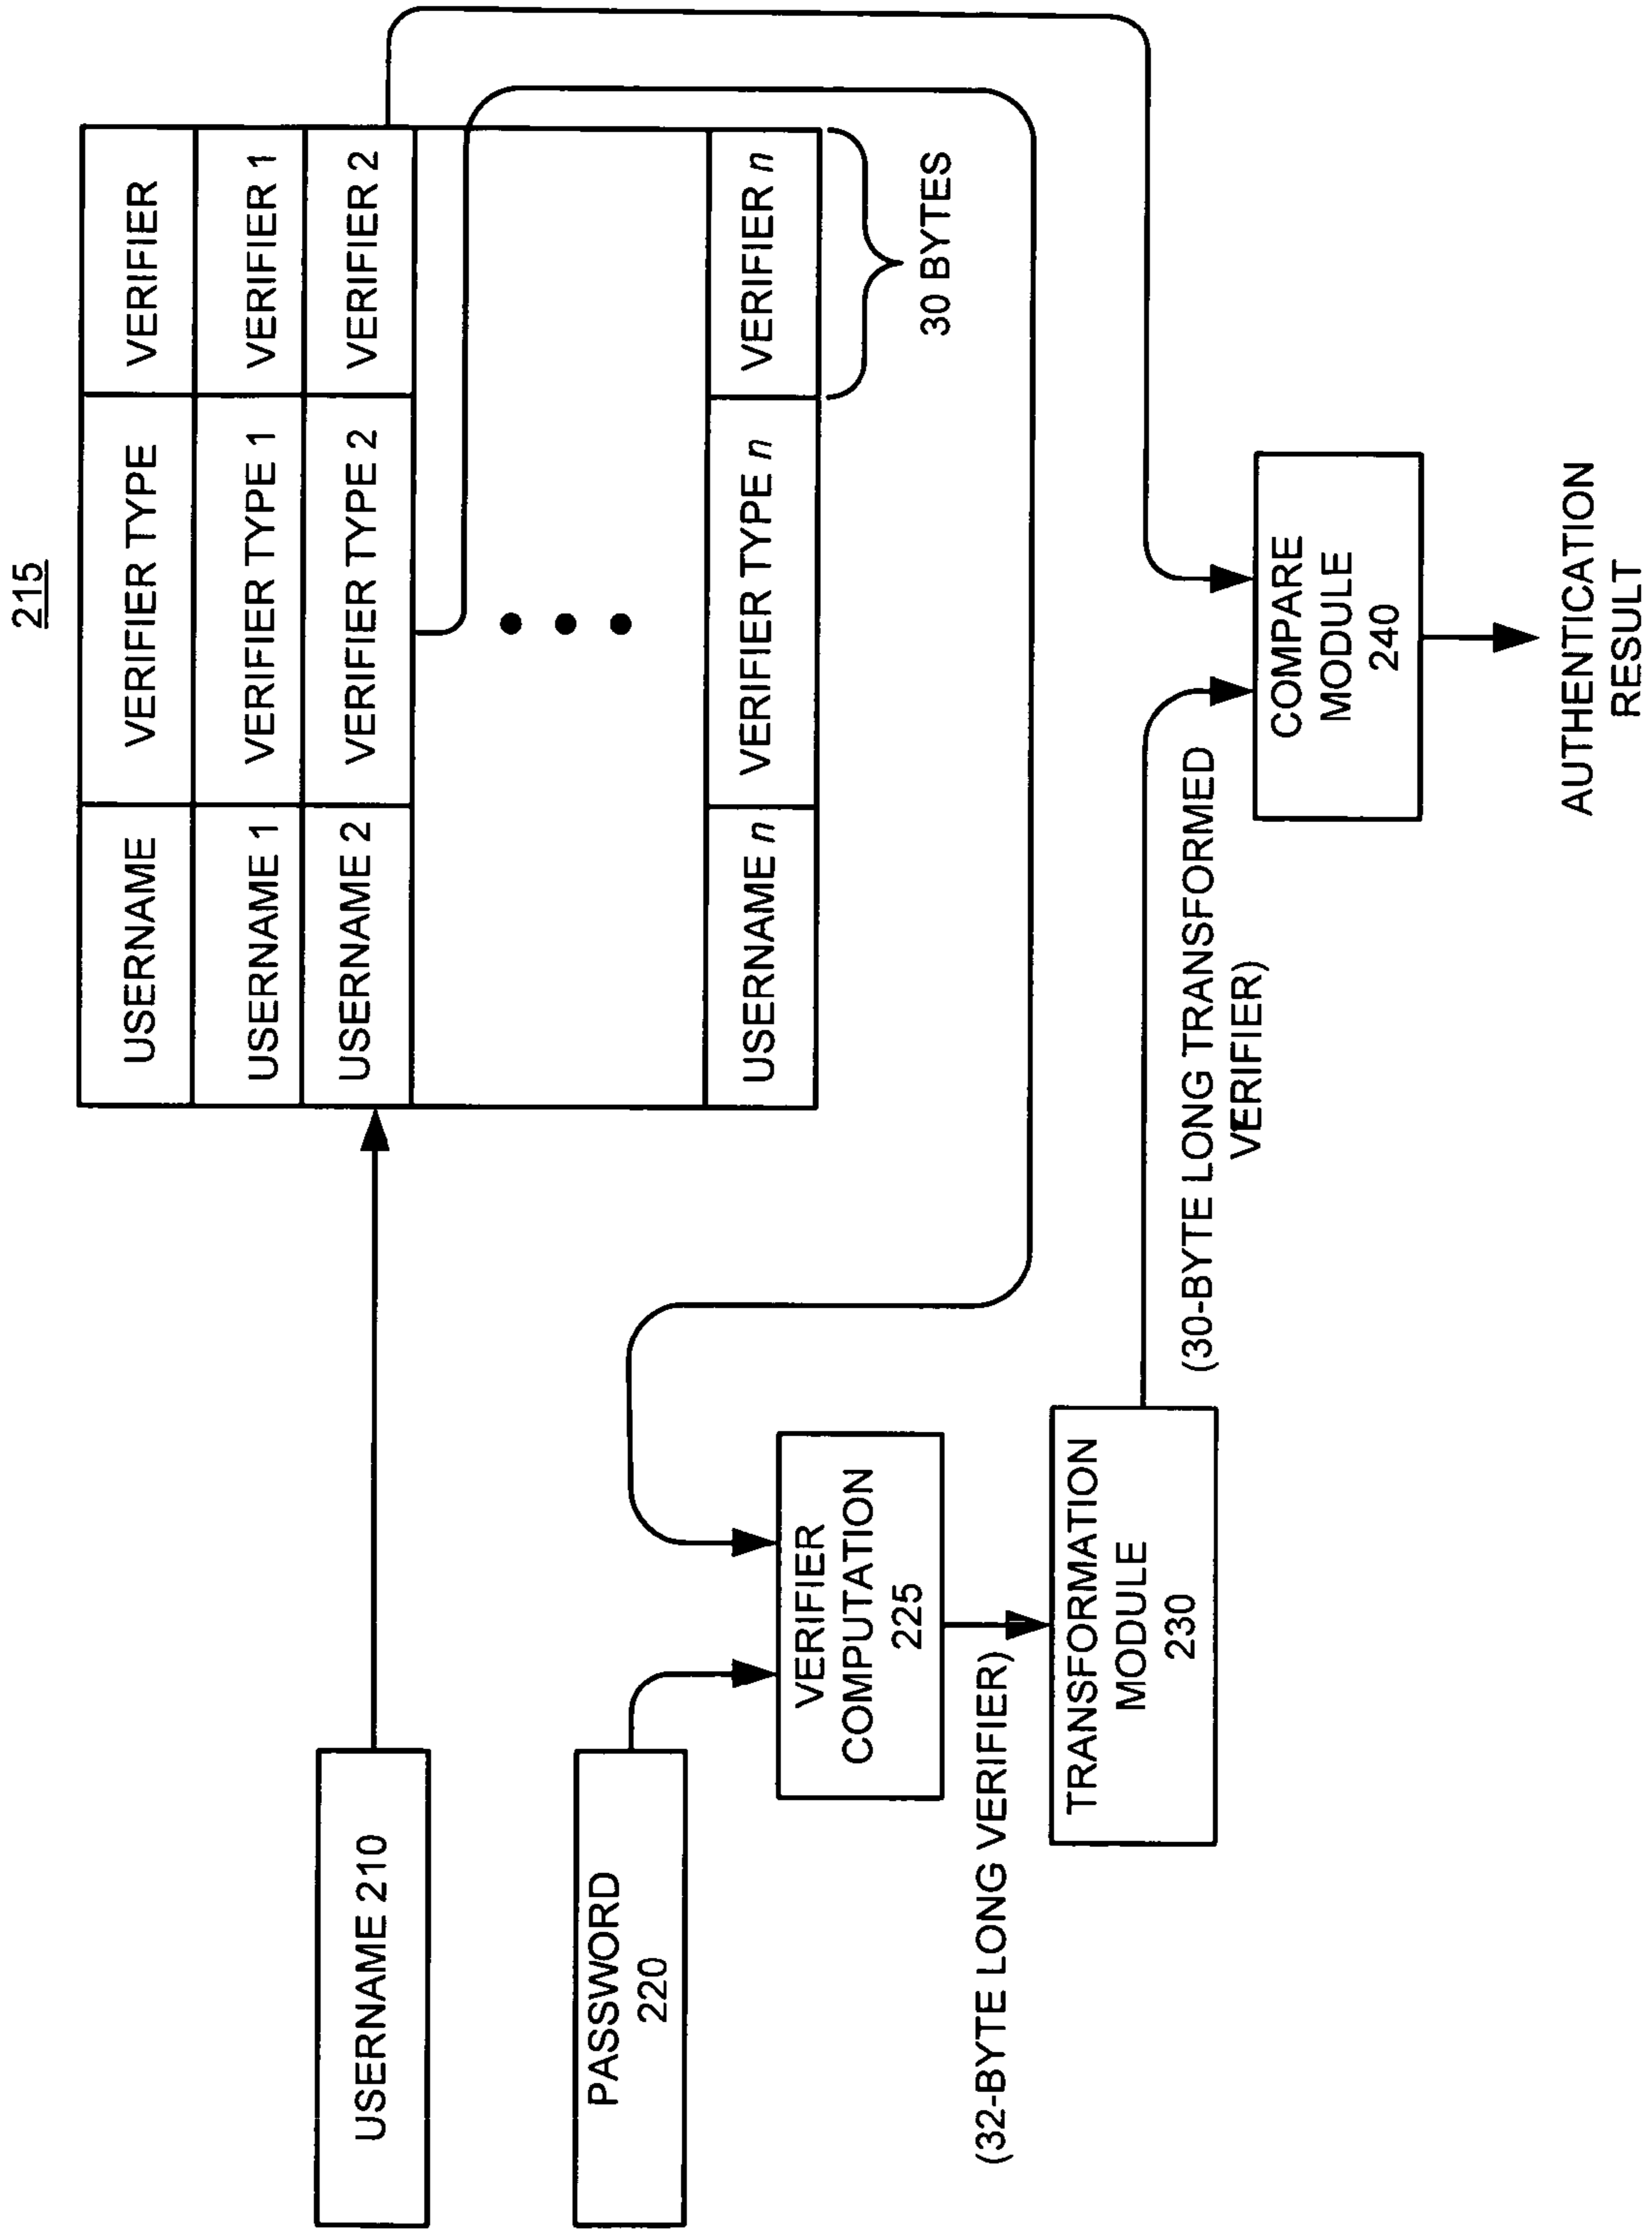 215
USERNAME VERIFIER TYPE VERIFIER
USERNAME 1 VERIFIER TYPE 1 VERIFIER 1
USERNAME 2 VERIFIER TYPE 2 VERIFIER 2
USERNAME n VERIFIER TYPE n VERIFIER n
30 BYTES
USERNAME 210
PASSWORD
220
VERIFIER
COMPUTATION
225
(32-BYTE LONG VERIFIER)
TRANSFORMATION
MODULE
230
(30-BYTE LONG TRANSFORMED
VERIFIER)
COMPARE
MODULE
240
AUTHENTICATION
RESULT